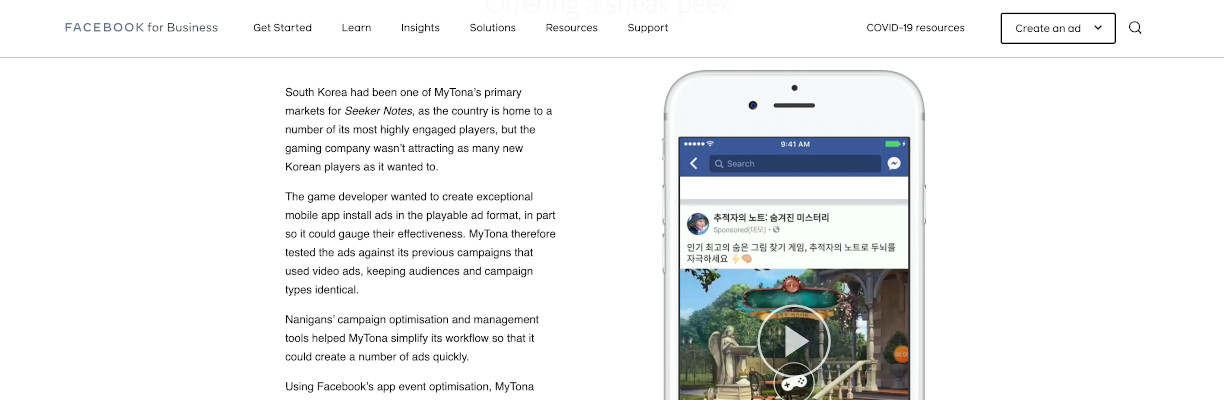 Offering a sneak peek
FACEBOOK for Business
Get Started
Learn
Insights
Solutions
Resources
Support
COVID-19 resources
Create an ad
South Korea had been one of MyTona's primary
markets for Seeker Notes, as the country is home to a
number of its most highly engaged players, but the
gaming company wasn't attracting as many new
Korean players as it wanted to.
The game developer wanted to create exceptional
mobile app install ads in the playable ad format, in part
so it could gauge their effectiveness. MyTona therefore
tested the ads against its previous campaigns that
used video ads, keeping audiences and campaign
types identical.
Nanigans' campaign optimisation and management
tools helped MyTona simplify its workflow so that it
could create a number of ads quickly.
Using Facebook's app event optimisation, MyTona
9:41 AM
Search
추적자의 노트: 숨겨진 미스터리
Sponsored(데모)
인기 최고의 숨은 그림 찾기 게임, 추적자의 노트로 두뇌를
자극하세요⚡🧠